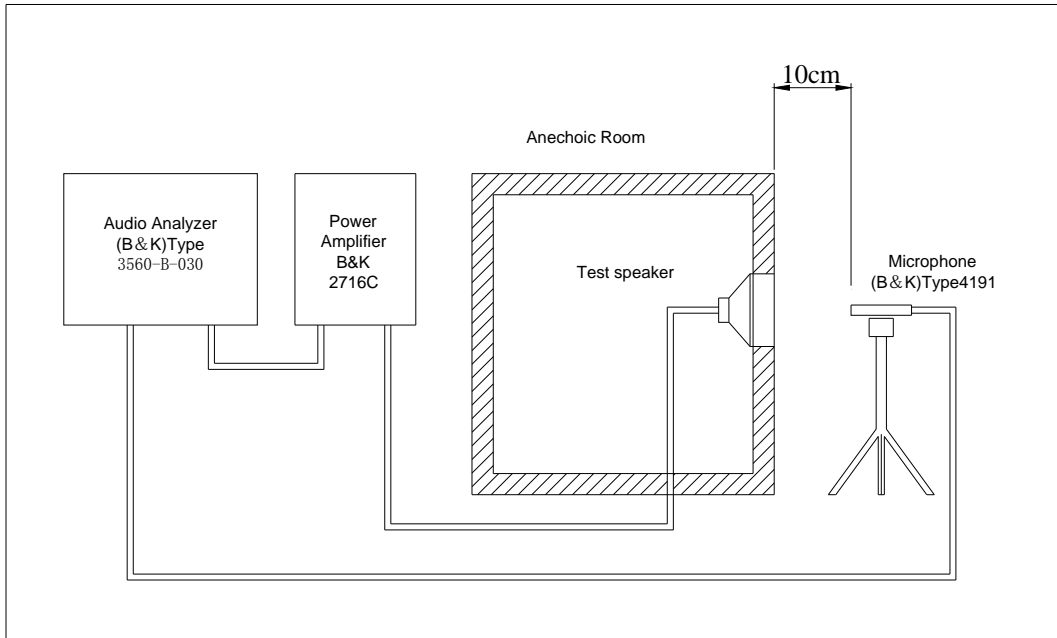 10cm
Anechoic Room
Audio Analyzer
(B&K)Type
3560-B-030
Power
Amplifier
B&K
2716C
Test speaker
Microphone
(B&K)Type4191